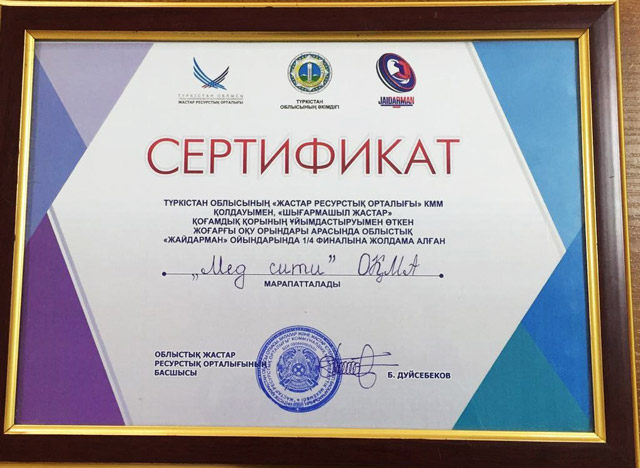 ТҮРКІСТАН ОБЛЫСЫ
ЖАСТАР РЕСУРСТЫҚ ОРТАЛЫҒЫ
ТҮРКІСТАН
ОБЛЫСЫНЫҢ ӘКІМДІГІ
JAIDARMAN
СЕРТИФИКАТ
ТҮРКІСТАН ОБЛЫСЫНЫҢ «ЖАСТАР РЕСУРСТЫҚ ОРТАЛЫҒЫ» КММ
ҚОЛДАУЫМЕН, «ШЫҒАРМАШЫЛ ЖАСТАР»
ҚОҒАМДЫҚ ҚОРЫНЫҢ ҰЙЫМДАСТЫРУЫМЕН ӨТКЕН
ЖОҒАРҒЫ ОҚУ ОРЫНДАРЫ АРАСЫНДА ОБЛЫСТЫҚ
«ЖАЙДАРМАН» ОЙЫНДАРЫНДА 1/4 ФИНАЛЫНА ЖОЛДАМА АЛҒАН
„Мед сити" ОҚМА
МАРАПАТТАЛАДЫ
ОБЛЫСТЫҚ ЖАСТАР
РЕСУРСТЫҚ ОРТАЛЫҒЫНЫҢ
БАСШЫСЫ
Б. ДУЙСЕБЕКОВ